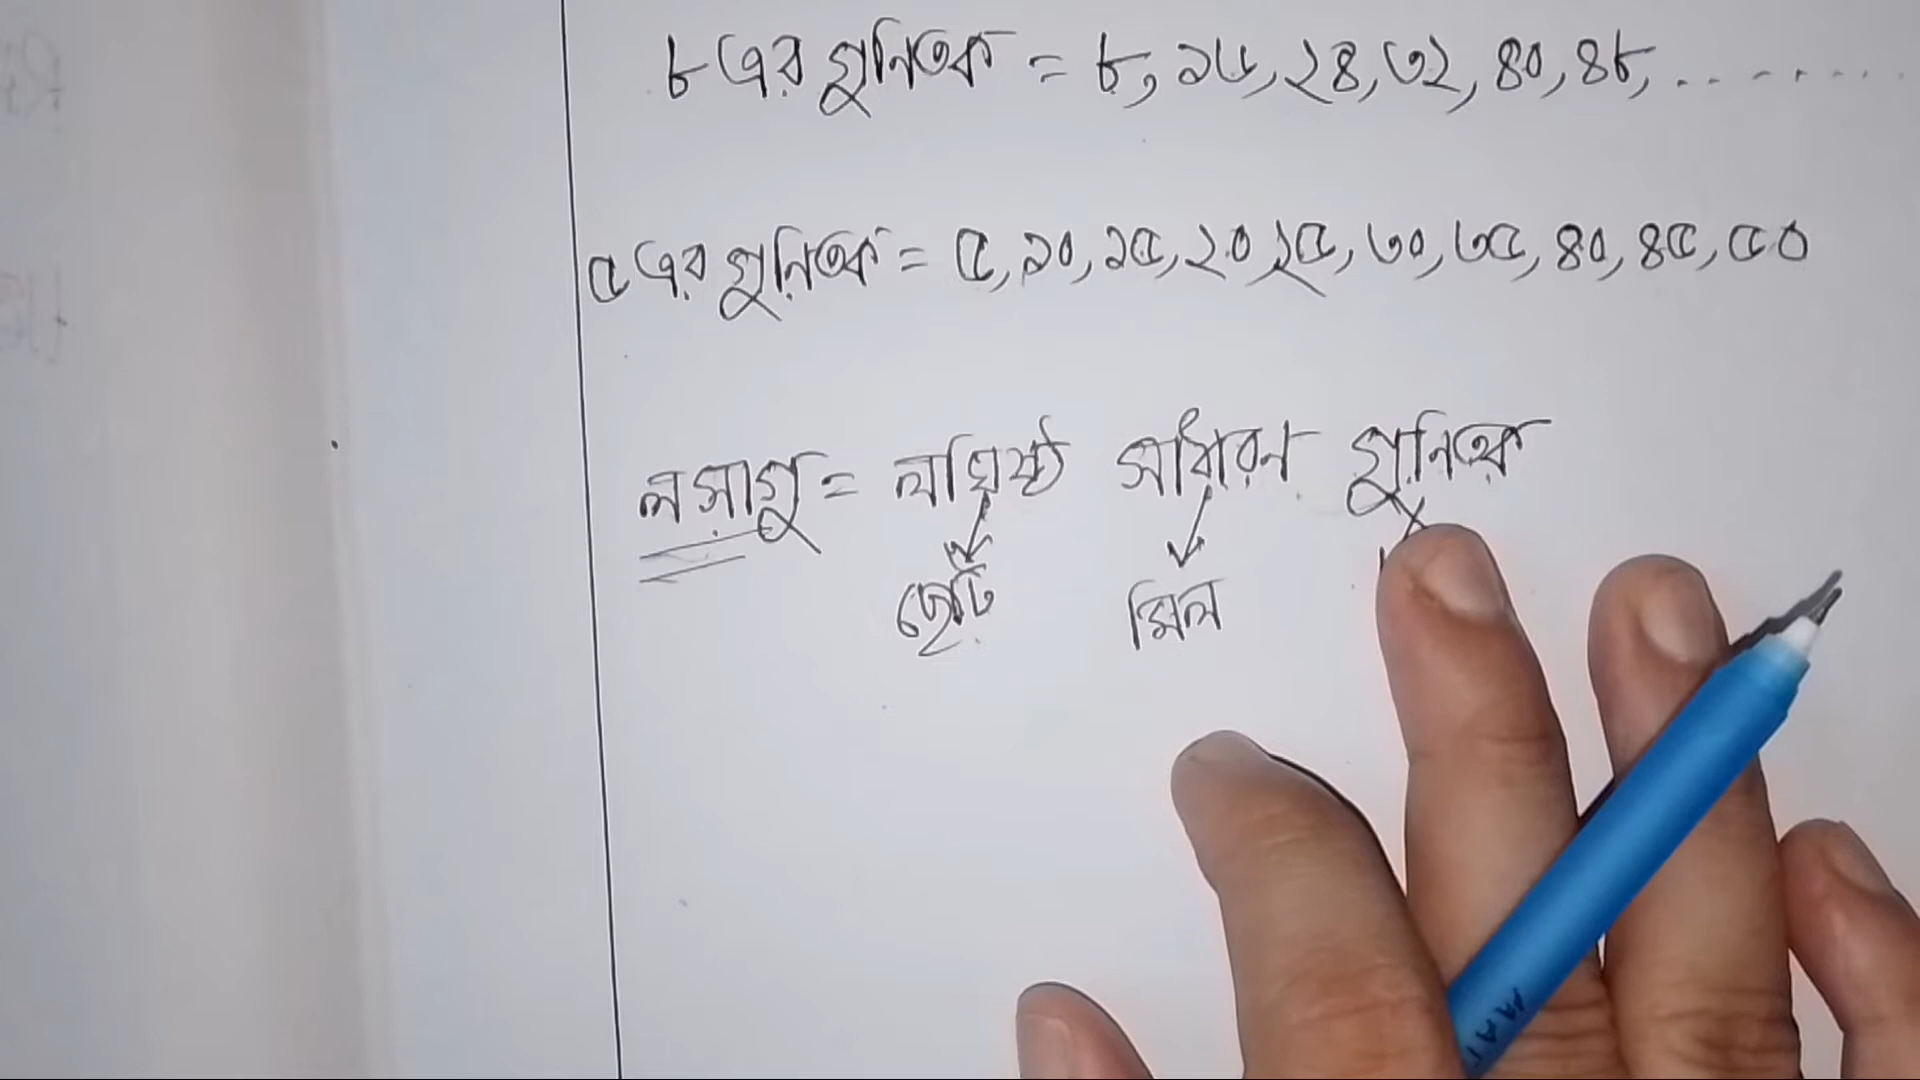 ৮ এর গুনিতক = ৮, ১৬, ২৪, ৩২, ৪০, ৪৮, . . - - . . .
৫ এর গুনিতক = ৫, ১০, ১৫, ২০, ২৫, ৩০, ৩৫, ৪০, ৪৫, ৫০
লসাগু = লঘিষ্ঠ সাধারণ গুনিতক
ছোট মিল